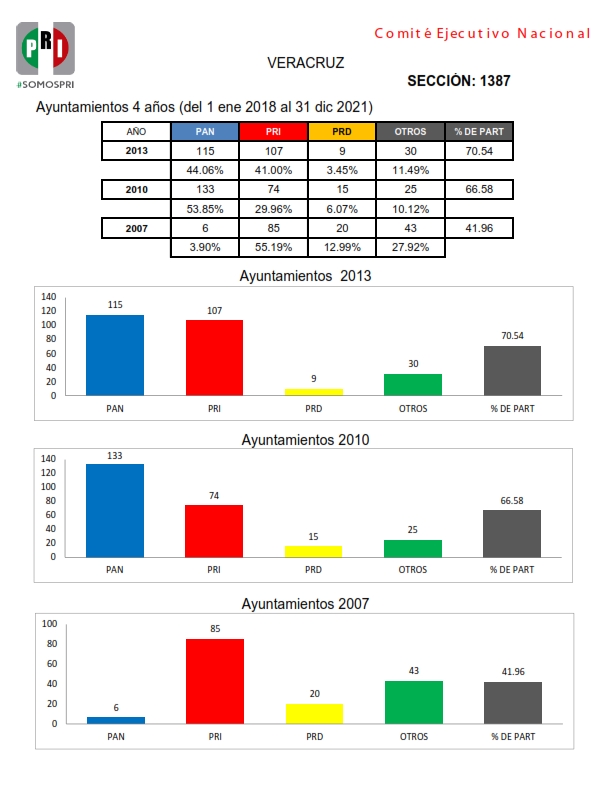 Comité Ejecutivo Nacional
PRI
#SOMOSPRI
VERACRUZ
SECCIÓN: 1387
Ayuntamientos 4 años (del 1 ene 2018 al 31 dic 2021)
AÑO PAN PRI PRD OTROS % DE PART
2013 115 107 9 30 70.54
44.06% 41.00% 3.45% 11.49%
2010 133 74 15 25 66.58
53.85% 29.96% 6.07% 10.12%
2007 6 85 20 43 41.96
3.90% 55.19% 12.99% 27.92%
Ayuntamientos 2013
140
120
100
80
60
40
20
0
115 107 9 30 70.54
PAN PRI PRD OTROS % DE PART
Ayuntamientos 2010
140
120
100
80
60
40
20
0
133 74 15 25 66.58
PAN PRI PRD OTROS % DE PART
Ayuntamientos 2007
100
80
60
40
20
0
6 85 20 43 41.96
PAN PRI PRD OTROS % DE PART